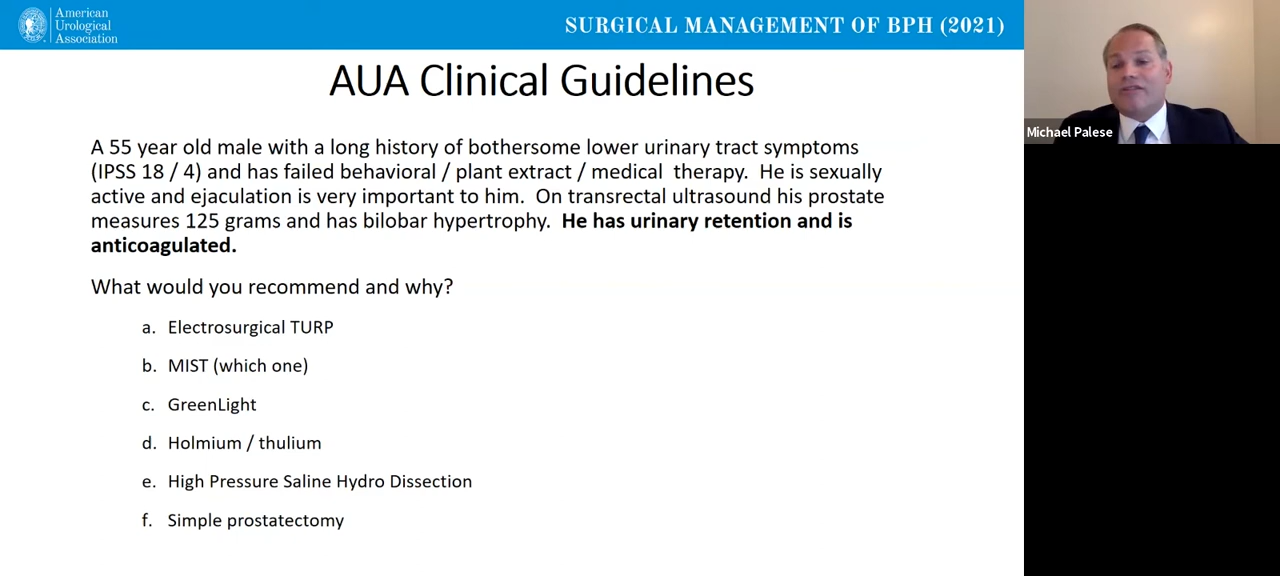 American
Urological
Association
SURGICAL MANAGEMENT OF BPH (2021)
AUA Clinical Guidelines
Michael Palese
A 55 year old male with a long history of bothersome lower urinary tract symptoms
(IPSS 18 / 4) and has failed behavioral / plant extract / medical therapy. He is sexually
active and ejaculation is very important to him. On transrectal ultrasound his prostate
measures 125 grams and has bilobar hypertrophy. He has urinary retention and is
anticoagulated.
What would you recommend and why?
a. Electrosurgical TURP
b. MIST (which one)
c. GreenLight
d. Holmium / thulium
e. High Pressure Saline Hydro Dissection
f. Simple prostatectomy